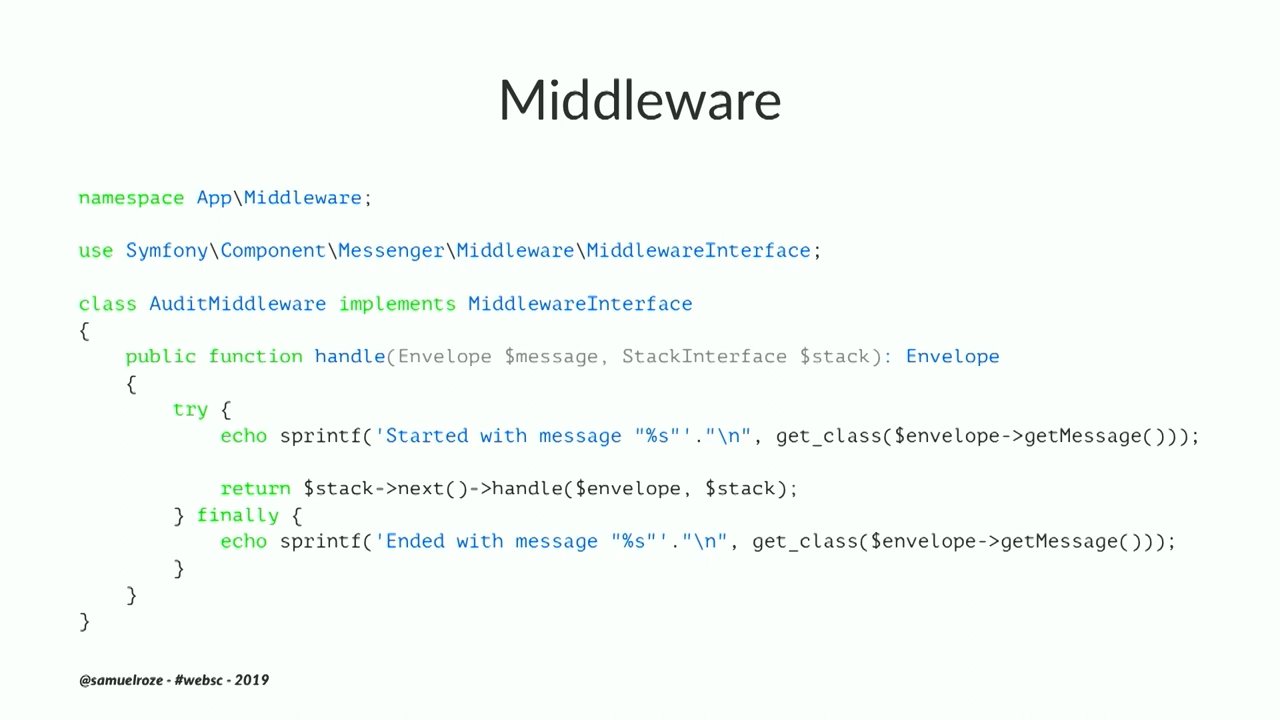 Middleware
namespace App\Middleware;
use Symfony\Component\Messenger\Middleware\MiddlewareInterface;
class AuditMiddleware implements MiddlewareInterface
{
    public function handle(Envelope $message, StackInterface $stack): Envelope
    {
        try {
            echo sprintf('Started with message "%s"'."\n", get_class($envelope->getMessage()));
            return $stack->next()->handle($envelope, $stack);
        } finally {
            echo sprintf('Ended with message "%s"'."\n", get_class($envelope->getMessage()));
        }
    }
}
@samuelroze - #websc - 2019